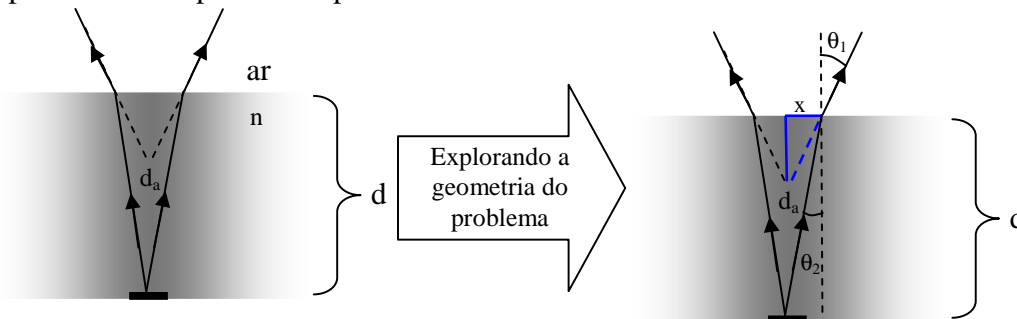 ar
n
d_a
d
Explorando a
geometria do
problema
θ₁
x
d_a
θ₂